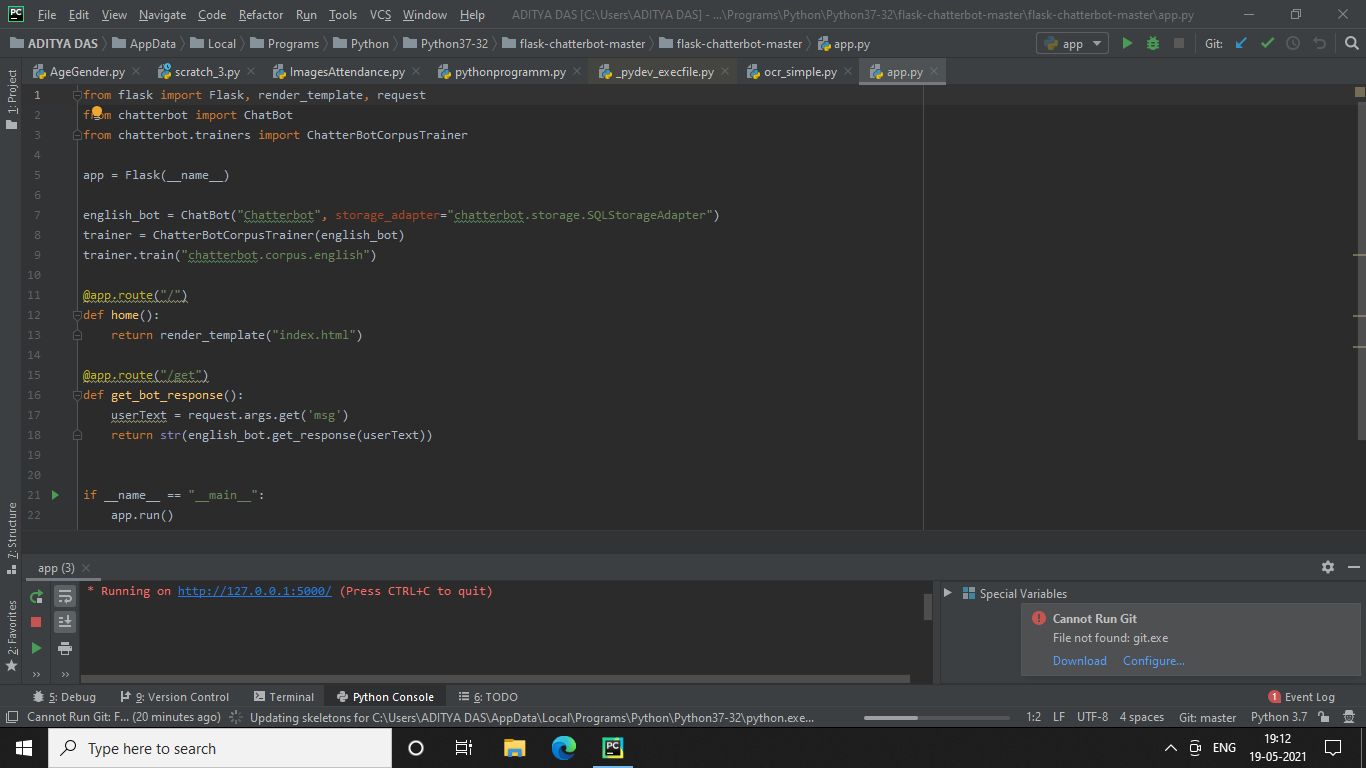 PC File Edit View Navigate Code Refactor Run Tools VCS Window Help ADITYA DAS [C:\Users\ADITYA DAS] - ...\Programs\Python\Python37-32\flask-chatterbot-master\flask-chatterbot-master\app.py
ADITYA DAS AppData Local Programs Python Python37-32 flask-chatterbot-master flask-chatterbot-master app.py app Git:
AgeGender.py scratch_3.py ImagesAttendance.py pythonprogramm.py _pydev_execfile.py ocr_simple.py app.py
1: Project
1 from flask import Flask, render_template, request
2 from chatterbot import ChatBot
3 from chatterbot.trainers import ChatterBotCorpusTrainer
4
5 app = Flask(__name__)
6
7 english_bot = ChatBot("Chatterbot", storage_adapter="chatterbot.storage.SQLStorageAdapter")
8 trainer = ChatterBotCorpusTrainer(english_bot)
9 trainer.train("chatterbot.corpus.english")
10
11 @app.route("/")
12 def home():
13 return render_template("index.html")
14
15 @app.route("/get")
16 def get_bot_response():
17 userText = request.args.get('msg')
18 return str(english_bot.get_response(userText))
19
20
21 if __name__ == "__main__":
22 app.run()
7: Structure
2: Favorites
app (3)
* Running on http://127.0.0.1:5000/ (Press CTRL+C to quit)
Special Variables
Cannot Run Git
File not found: git.exe
Download Configure...
5: Debug 9: Version Control Terminal Python Console 6: TODO 1 Event Log
Cannot Run Git: F... (20 minutes ago) Updating skeletons for C:\Users\ADITYA DAS\AppData\Local\Programs\Python\Python37-32\python.exe... 1:2 LF UTF-8 4 spaces Git: master Python 3.7
Type here to search PC ENG 19:12
19-05-2021